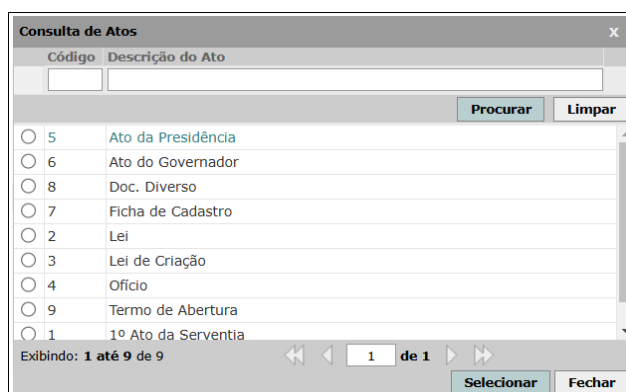 Consulta de Atos x
Código Descrição do Ato
Procurar Limpar
5 Ato da Presidência
6 Ato do Governador
8 Doc. Diverso
7 Ficha de Cadastro
2 Lei
3 Lei de Criação
4 Ofício
9 Termo de Abertura
1 1º Ato da Serventia
Exibindo: 1 até 9 de 9 1 de 1
Selecionar Fechar